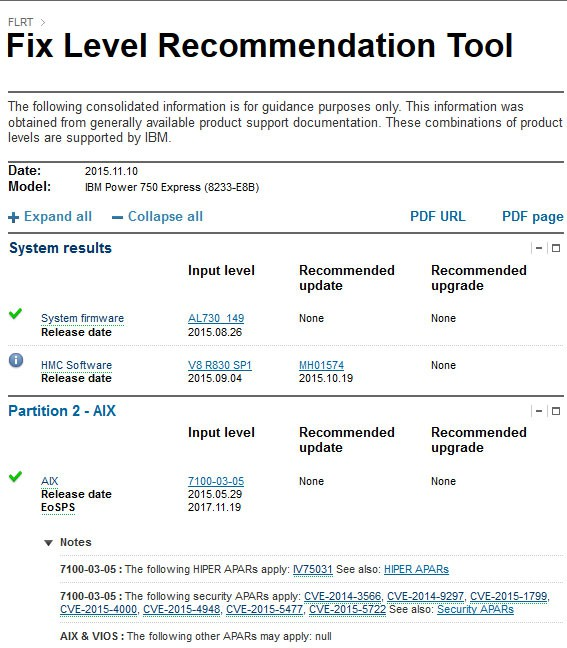 FLRT >
Fix Level Recommendation Tool
The following consolidated information is for guidance purposes only. This information was
obtained from generally available product support documentation. These combinations of product
levels are supported by IBM.
Date: 2015.11.10
Model: IBM Power 750 Express (8233-E8B)
Expand all Collapse all PDF URL PDF page
System results
Input level Recommended update Recommended upgrade
System firmware AL730_149 None None
Release date 2015.08.26
HMC Software V8 R830 SP1 MH01574 None
Release date 2015.09.04 2015.10.19
Partition 2 - AIX
Input level Recommended update Recommended upgrade
AIX 7100-03-05 None None
Release date 2015.05.29
EoSPS 2017.11.19
Notes
7100-03-05 : The following HIPER APARs apply: IV75031 See also: HIPER APARs
7100-03-05 : The following security APARs apply: CVE-2014-3566, CVE-2014-9297, CVE-2015-1799,
CVE-2015-4000, CVE-2015-4948, CVE-2015-5477, CVE-2015-5722 See also: Security APARs
AIX & VIOS : The following other APARs may apply: null